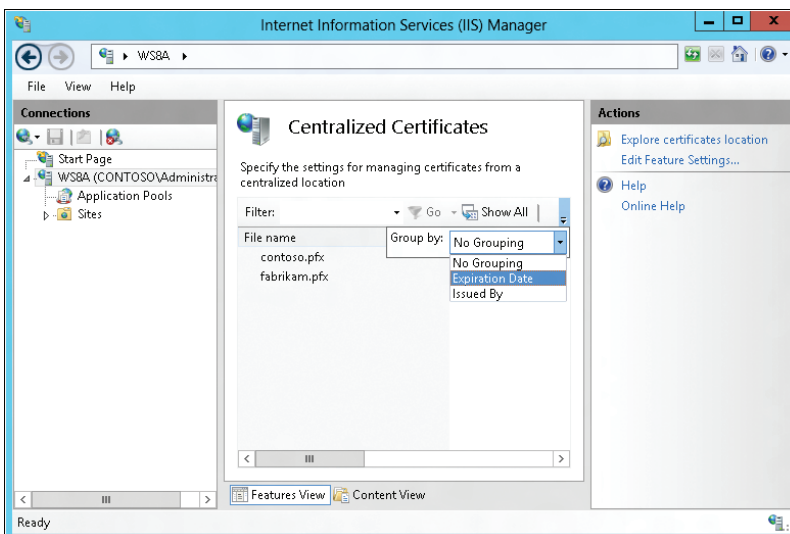 Internet Information Services (IIS) Manager
WS8A
File View Help
Connections
Start Page
WS8A (CONTOSO\Administra
Application Pools
Sites
Centralized Certificates
Specify the settings for managing certificates from a
centralized location
Filter: Go Show All
File name
Group by: No Grouping
contoso.pfx
fabrikam.pfx
No Grouping
Expiration Date
Issued By
Features View Content View
Actions
Explore certificates location
Edit Feature Settings...
Help
Online Help
Ready